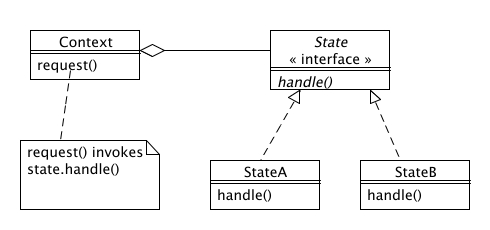 Context
request()
State
« interface »
handle()
request() invokes
state.handle()
StateA
handle()
StateB
handle()